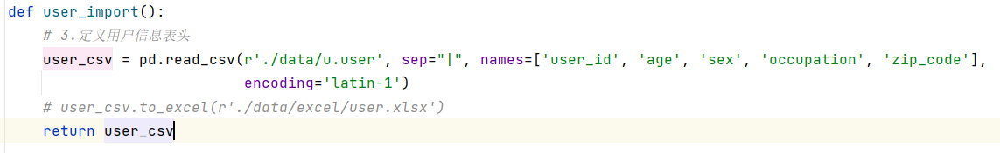 def user_import():
# 3.定义用户信息表头
user_csv = pd.read_csv(r'./data/u.user', sep="|", names=['user_id', 'age', 'sex', 'occupation', 'zip_code'],
encoding='latin-1')
# user_csv.to_excel(r'./data/excel/user.xlsx')
return user_csv